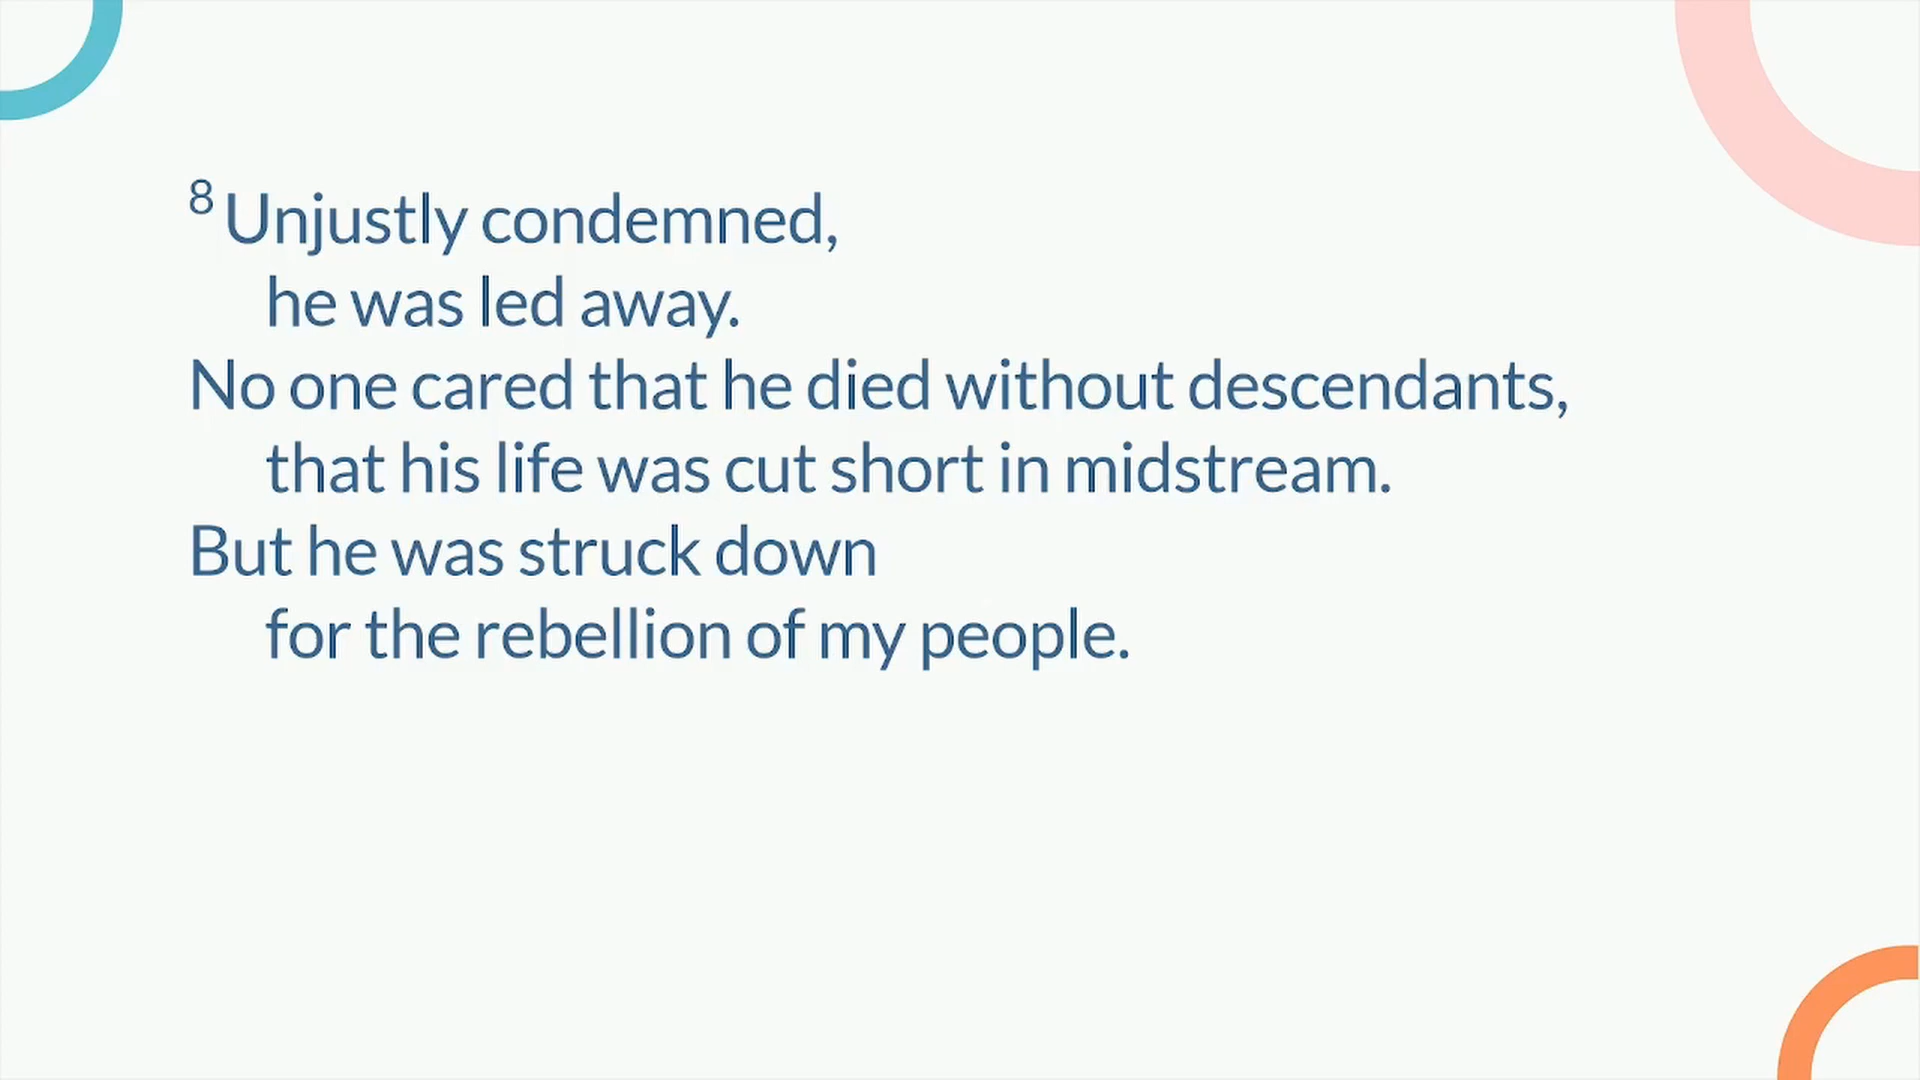 8 Unjustly condemned,
he was led away.
No one cared that he died without descendants,
that his life was cut short in midstream.
But he was struck down
for the rebellion of my people.